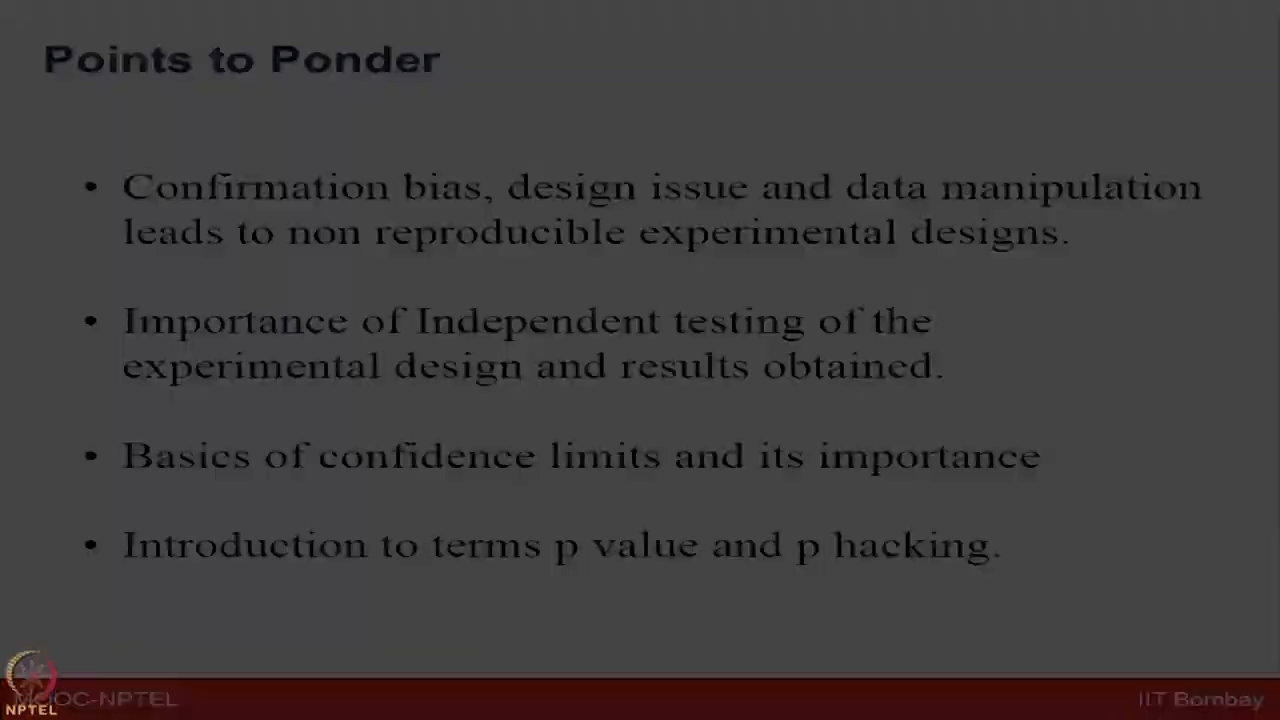 Points to Ponder
• Confirmation bias, design issue and data manipulation
leads to non reproducible experimental designs.
• Importance of Independent testing of the
experimental design and results obtained.
• Basics of confidence limits and its importance
• Introduction to terms p value and p hacking.
MOOC-NPTEL
NPTEL
IIT Bombay